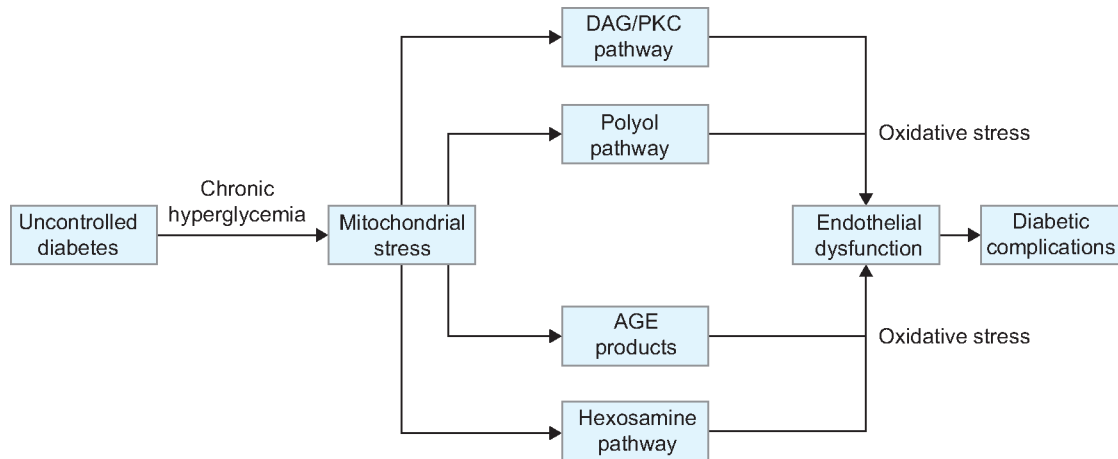 DAG/PKC
pathway
Polyol
pathway
Oxidative stress
Chronic
hyperglycemia
Uncontrolled
diabetes
Mitochondrial
stress
Endothelial
dysfunction
Diabetic
complications
AGE
products
Oxidative stress
Hexosamine
pathway